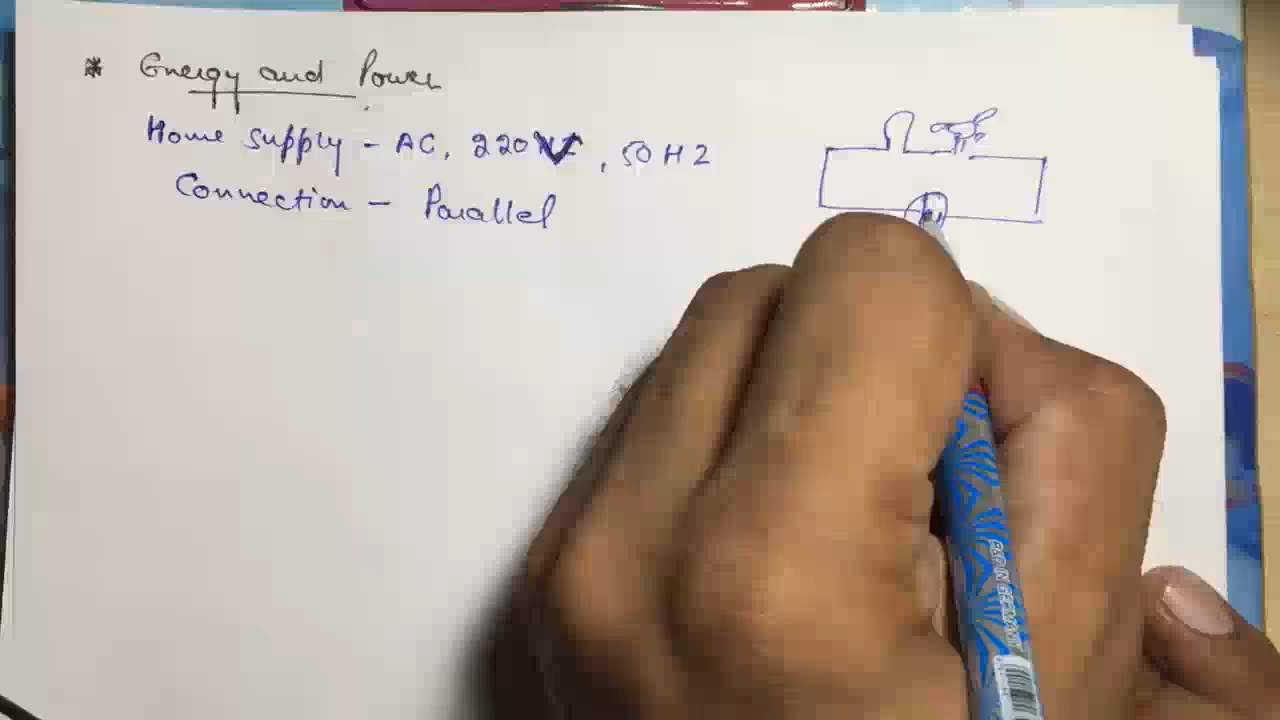 * Energy and Power
Home supply - AC, 220V, 50 HZ
Connection - Parallel